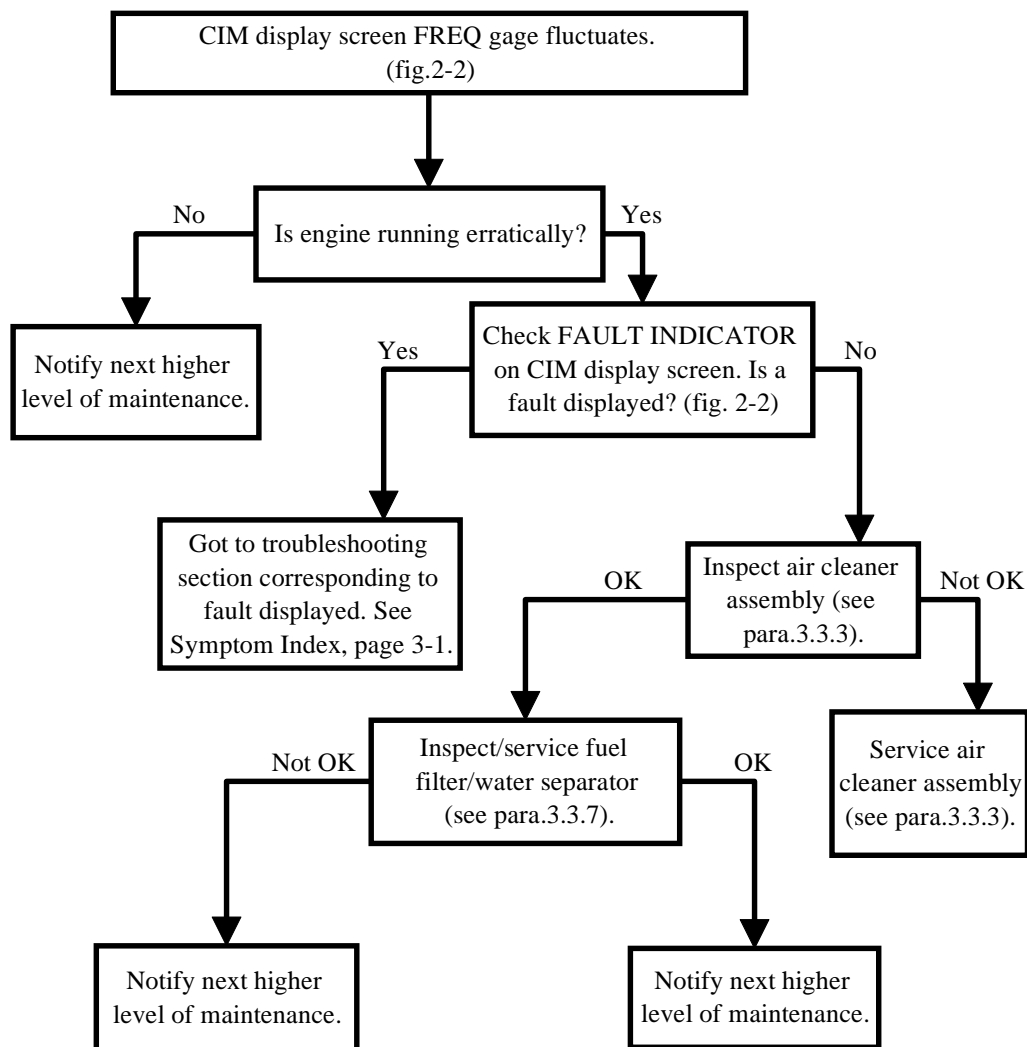 CIM display screen FREQ gage fluctuates.
(fig.2-2)
No
Is engine running erratically?
Yes
Notify next higher
level of maintenance.
Yes
Check FAULT INDICATOR
on CIM display screen. Is a
fault displayed? (fig. 2-2)
No
Got to troubleshooting
section corresponding to
fault displayed. See
Symptom Index, page 3-1.
OK
Inspect air cleaner
assembly (see
para.3.3.3).
Not OK
Not OK
Inspect/service fuel
filter/water separator
(see para.3.3.7).
OK
Service air
cleaner assembly
(see para.3.3.3).
Notify next higher
level of maintenance.
Notify next higher
level of maintenance.